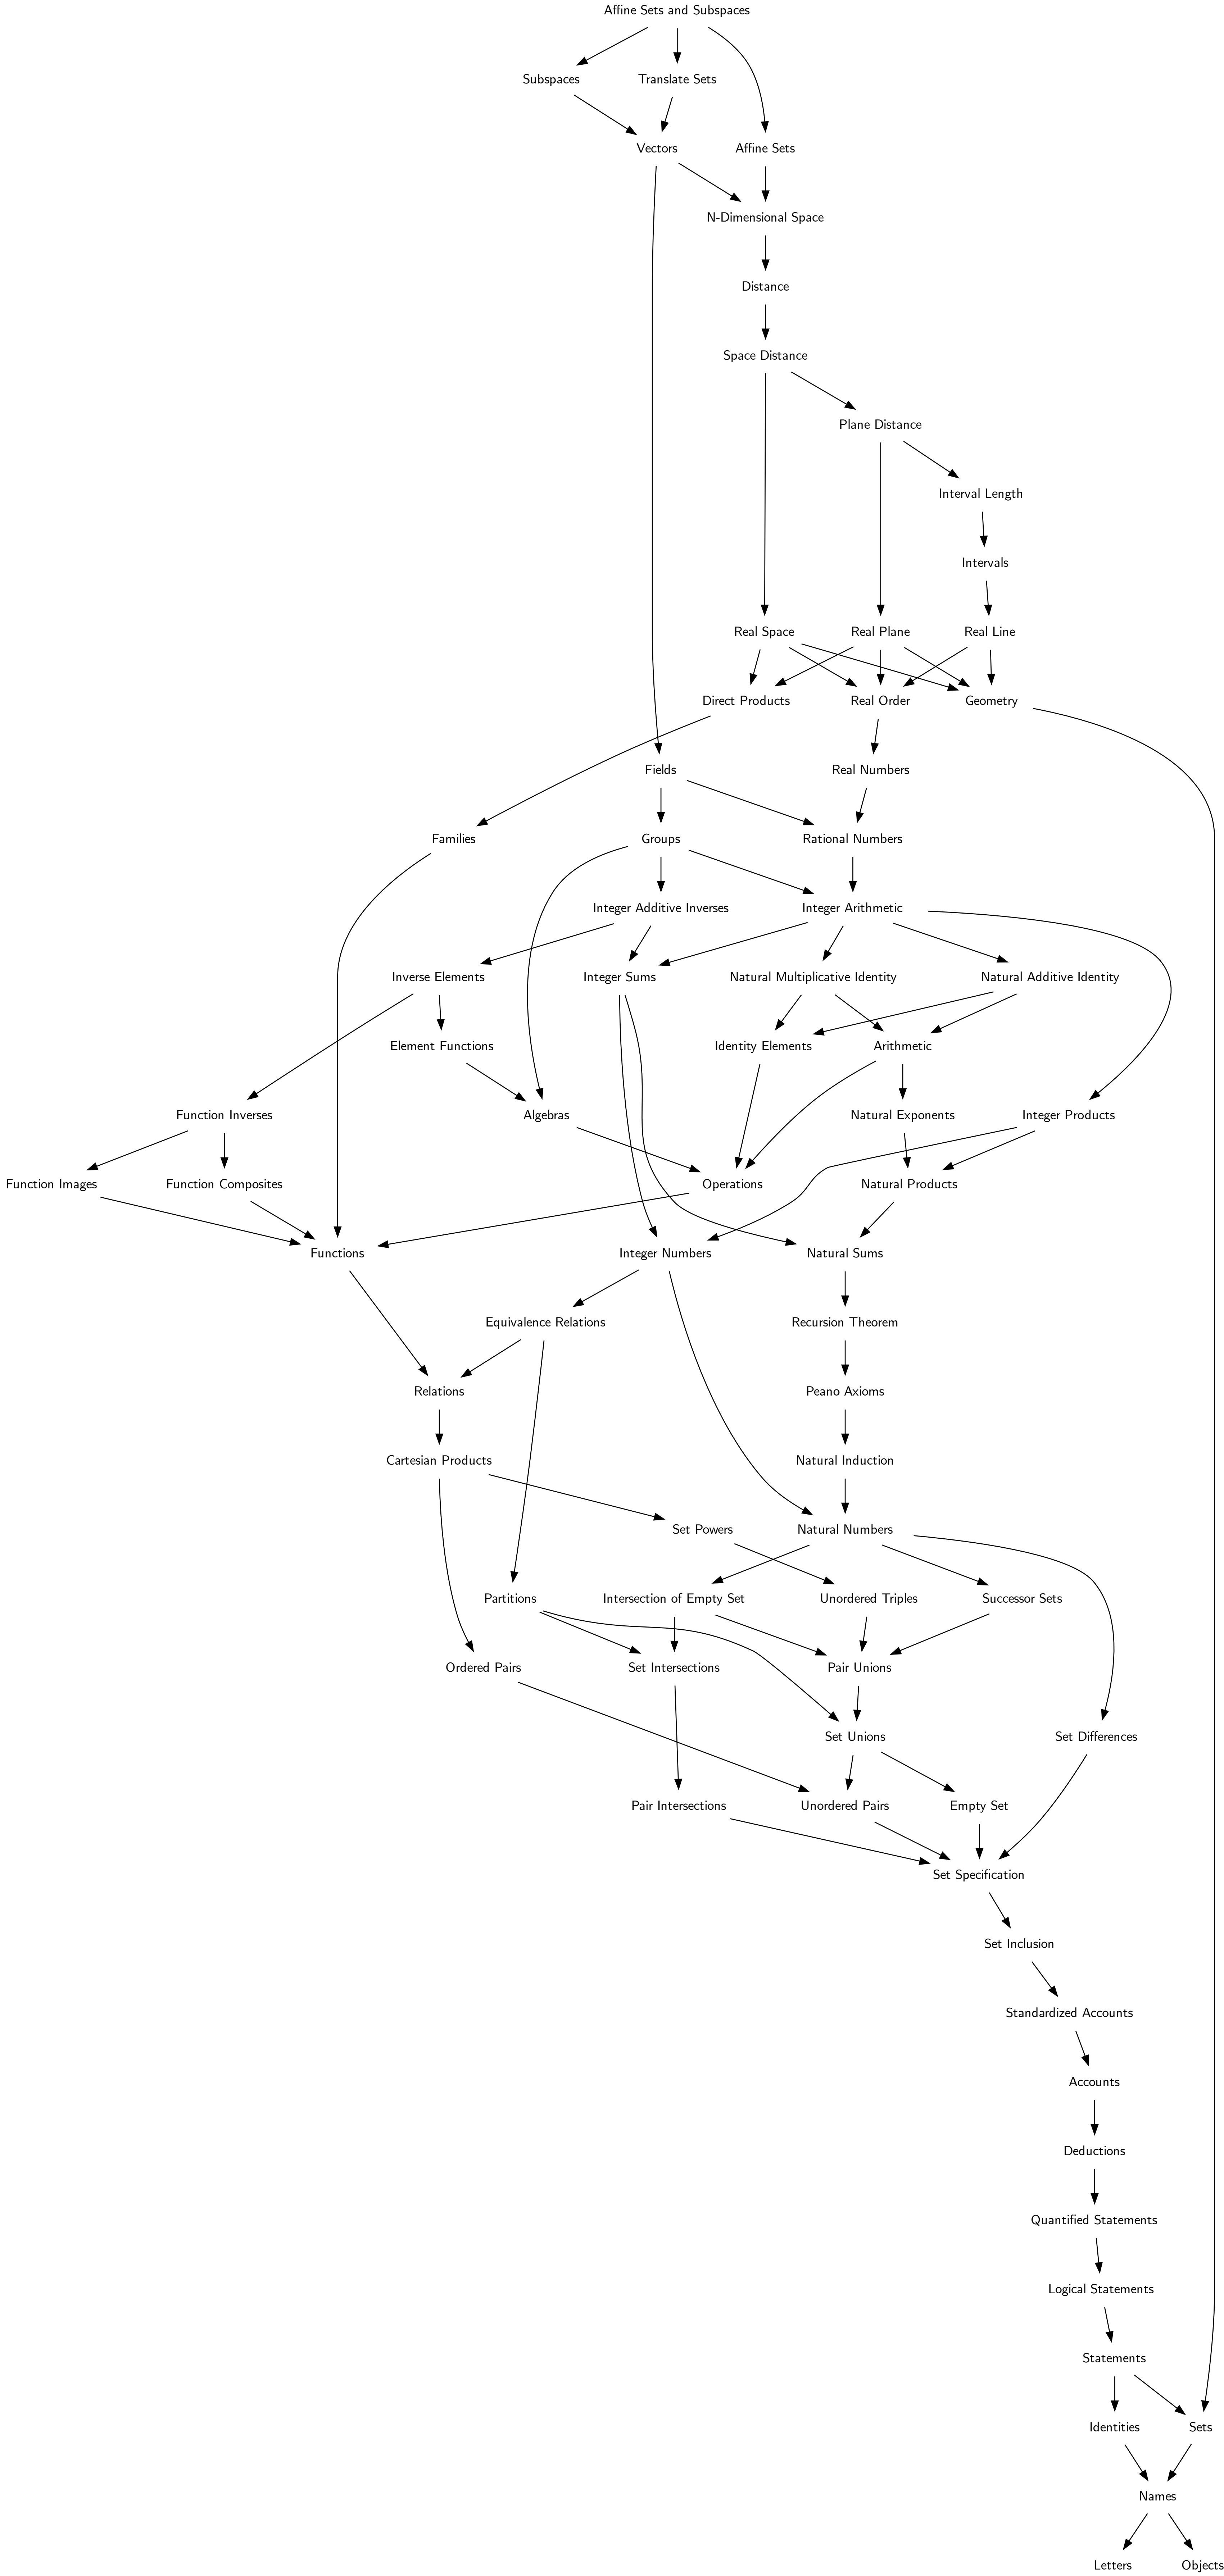 Affine Sets and Subspaces
Subspaces
Translate Sets
Vectors
Affine Sets
N-Dimensional Space
Distance
Space Distance
Plane Distance
Interval Length
Intervals
Real Space
Real Plane
Real Line
Direct Products
Real Order
Geometry
Fields
Real Numbers
Families
Groups
Rational Numbers
Integer Additive Inverses
Integer Arithmetic
Inverse Elements
Integer Sums
Natural Multiplicative Identity
Natural Additive Identity
Element Functions
Identity Elements
Arithmetic
Function Inverses
Algebras
Natural Exponents
Integer Products
Function Images
Function Composites
Operations
Natural Products
Functions
Integer Numbers
Natural Sums
Equivalence Relations
Recursion Theorem
Relations
Peano Axioms
Cartesian Products
Natural Induction
Set Powers
Natural Numbers
Partitions
Intersection of Empty Set
Unordered Triples
Successor Sets
Ordered Pairs
Set Intersections
Pair Unions
Set Unions
Set Differences
Pair Intersections
Unordered Pairs
Empty Set
Set Specification
Set Inclusion
Standardized Accounts
Accounts
Deductions
Quantified Statements
Logical Statements
Statements
Identities
Sets
Names
Letters
Objects